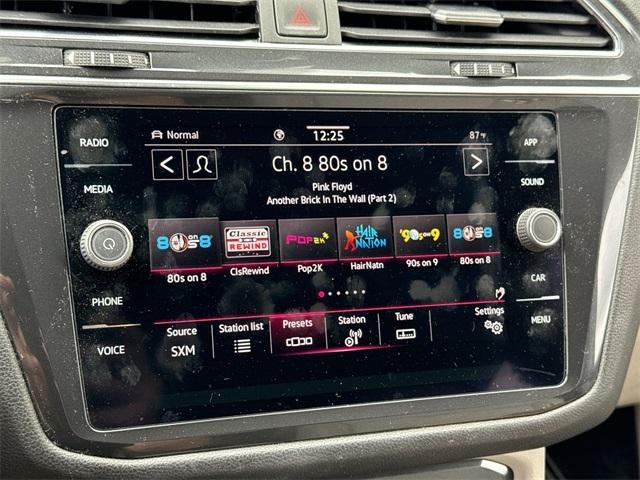 RADIO
Normal
12:25
87°F
APP
Ch. 8 80s on 8
MEDIA
Pink Floyd
Another Brick In The Wall (Part 2)
SOUND
8 on 8
80s
Classic
REWIND
POP2K
HAIR
NATION
'90s on 9
80s on 8
ClsRewind
Pop2K
HairNatn
90s on 9
80s on 8
PHONE
CAR
Source
SXM
Station list
Presets
Station
Tune
Settings
VOICE
MENU